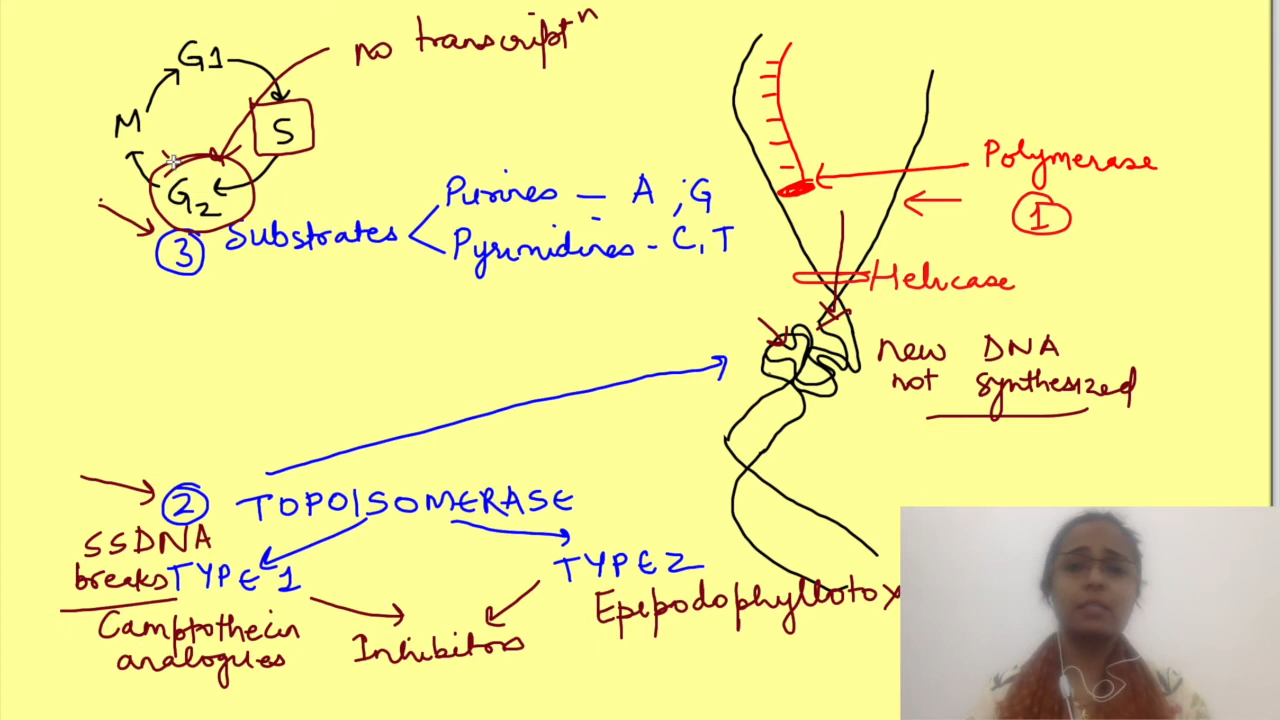 no transcriptⁿ
G1
M
S
G2
③ Substrates
Purines — A ; G
Pyrimidines - C, T
Polymerase
①
Helicase
new DNA
not synthesized
② TOPOISOMERASE
SSDNA
breaks
TYPE 1
TYPE 2
Camptothecin
analogues
Inhibitors
Epepodophyllotox